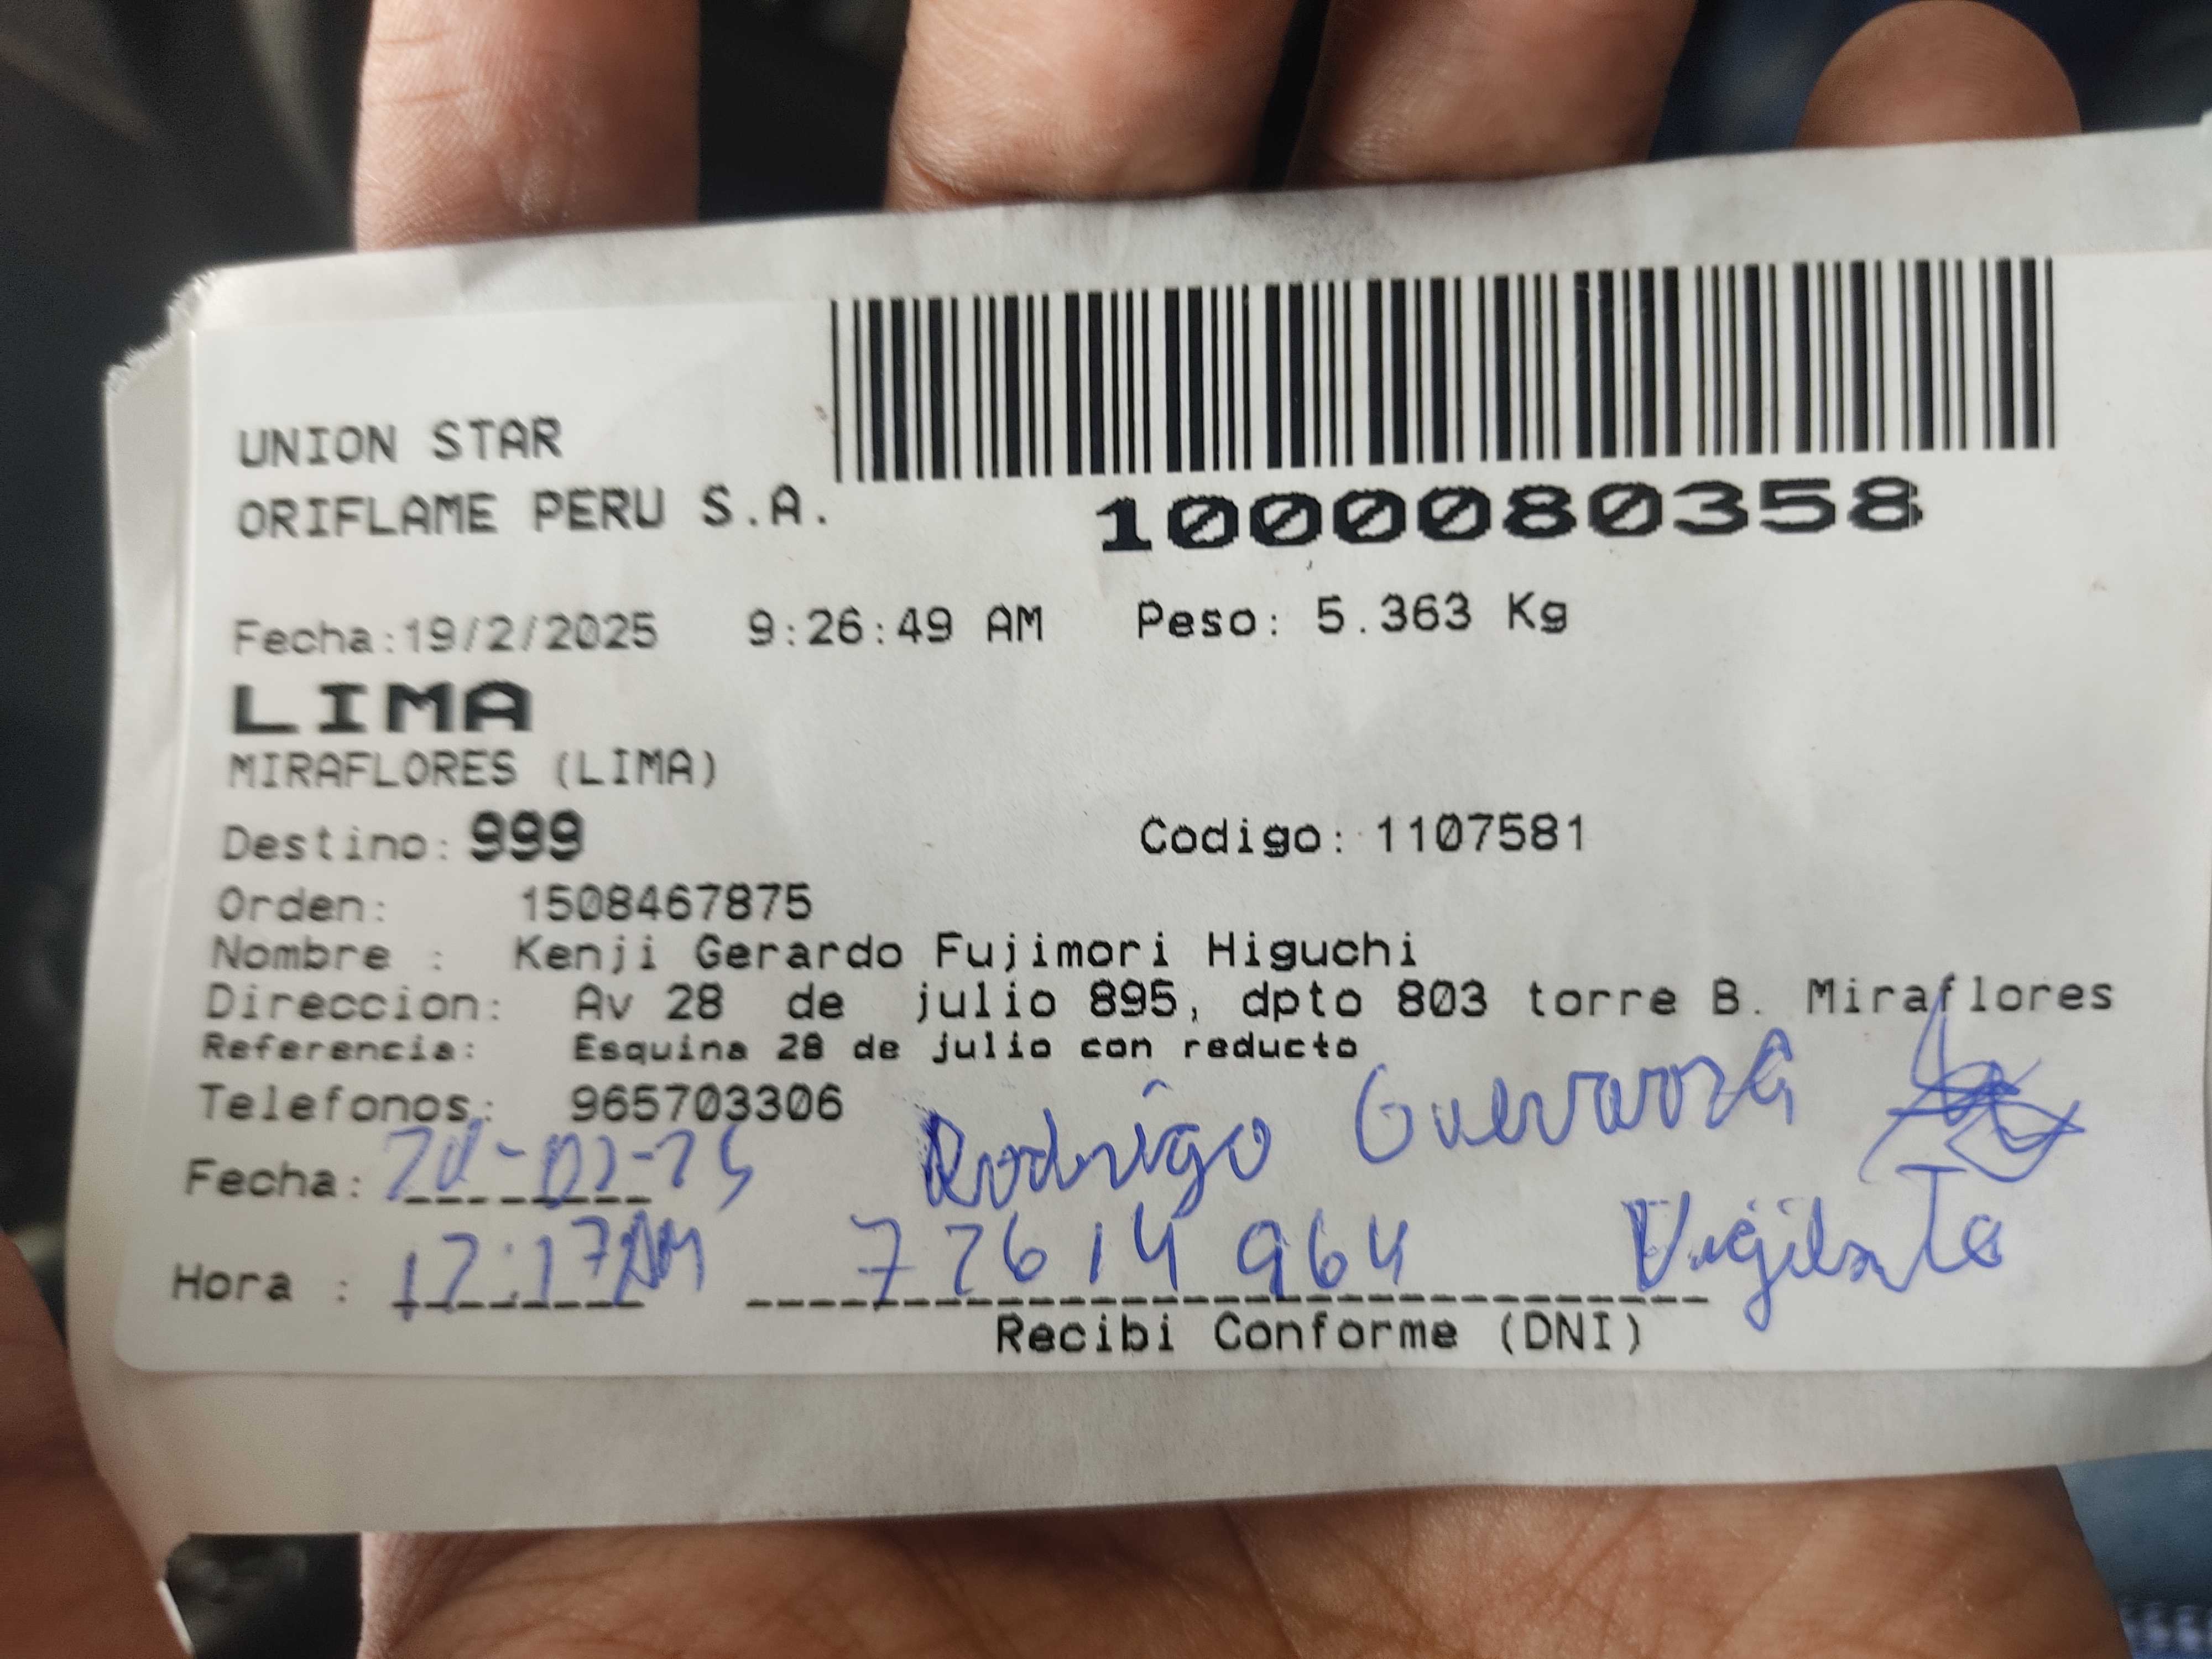 UNION STAR
ORIFLAME PERU S.A.
1000080358
Fecha:19/2/2025 9:26:49 AM Peso: 5.363 Kg
LIMA
MIRAFLORES (LIMA)
Destino: 999 Codigo: 1107581
Orden: 1508467875
Nombre : Kenji Gerardo Fujimori Higuchi
Direccion: Av 28 de julio 895, dpto 803 torre B. Miraflores
Referencia: Esquina 28 de julio con reducto
Telefonos: 965703306
Rodrigo
Fecha:
Hora : 77614964 Vigilante
Recibi Conforme (DNI)